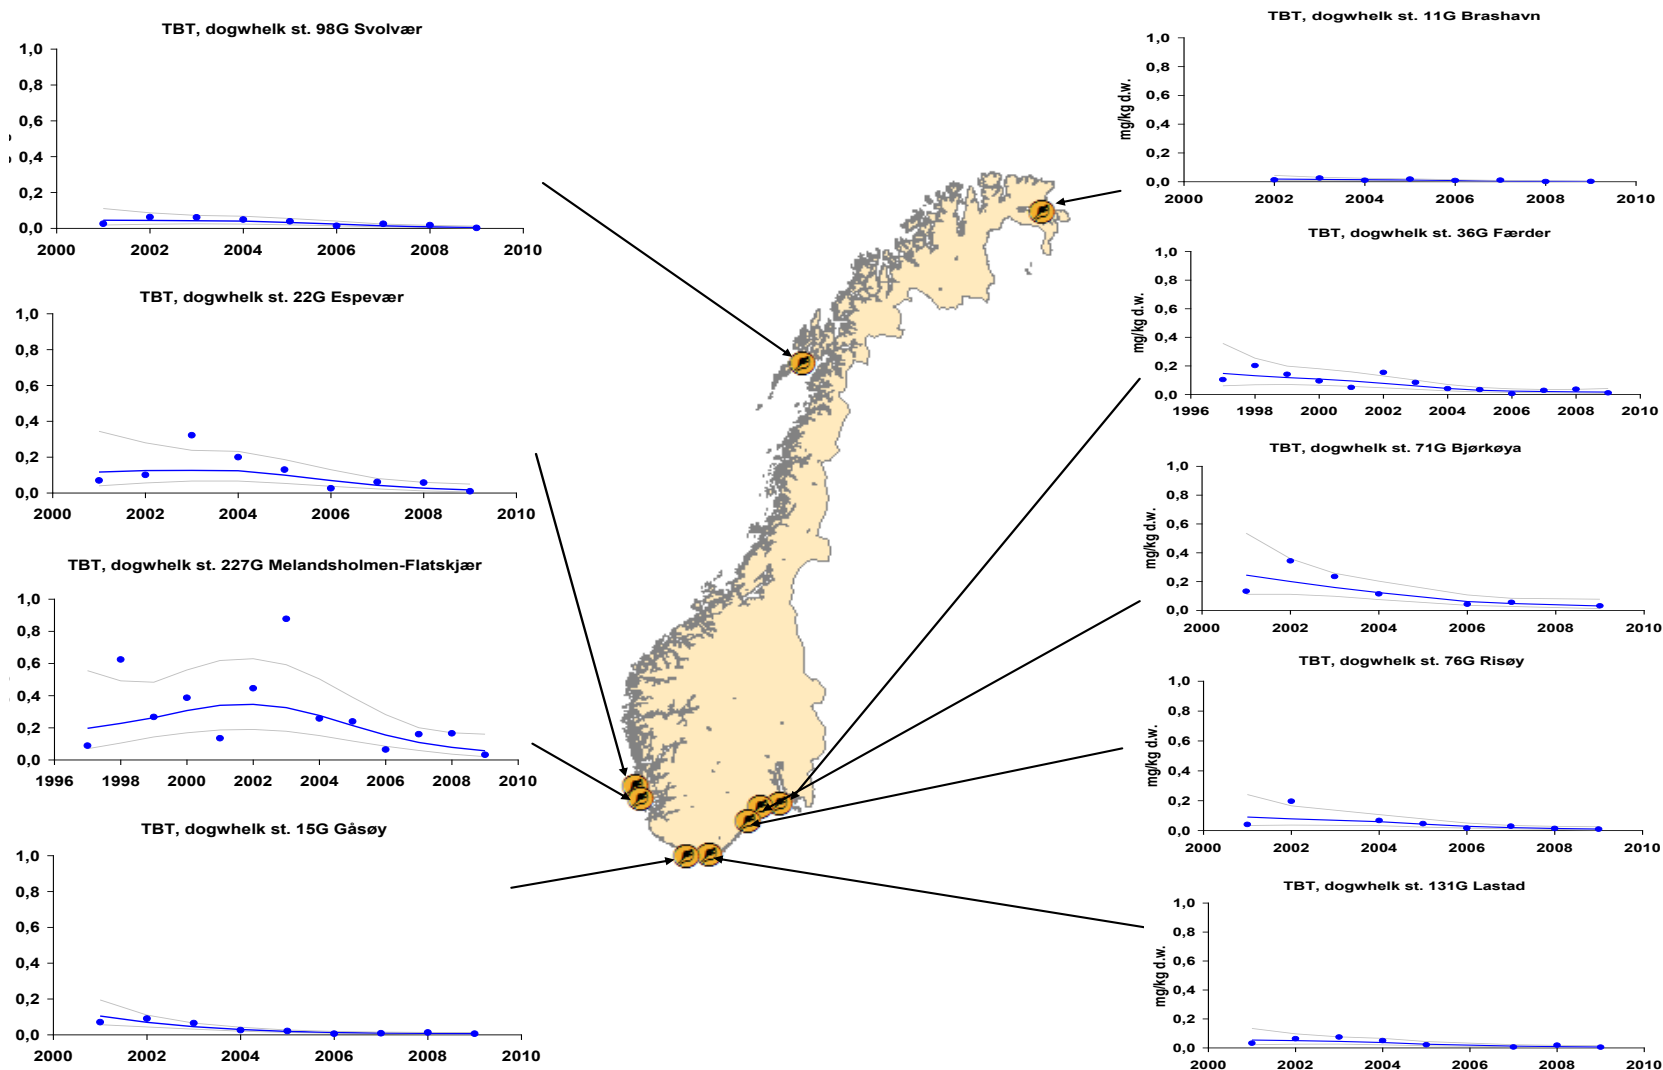 TBT, dogwhelk st. 98G Svolvær
1,0
0,8
0,6
0,4
0,2
0,0
2000 2002 2004 2006 2008 2010
TBT, dogwhelk st. 22G Espevær
1,0
0,8
0,6
0,4
0,2
0,0
2000 2002 2004 2006 2008 2010
TBT, dogwhelk st. 227G Melandsholmen-Flatskjær
1,0
0,8
0,6
0,4
0,2
0,0
1996 1998 2000 2002 2004 2006 2008 2010
TBT, dogwhelk st. 15G Gåsøy
1,0
0,8
0,6
0,4
0,2
0,0
2000 2002 2004 2006 2008 2010
TBT, dogwhelk st. 11G Brashavn
mg/kg d.w.
1,0
0,8
0,6
0,4
0,2
0,0
2000 2002 2004 2006 2008 2010
TBT, dogwhelk st. 36G Færder
mg/kg d.w.
1,0
0,8
0,6
0,4
0,2
0,0
1996 1998 2000 2002 2004 2006 2008 2010
TBT, dogwhelk st. 71G Bjørkøya
mg/kg d.w.
1,0
0,8
0,6
0,4
0,2
0,0
2000 2002 2004 2006 2008 2010
TBT, dogwhelk st. 76G Risøy
mg/kg d.w.
1,0
0,8
0,6
0,4
0,2
0,0
2000 2002 2004 2006 2008 2010
TBT, dogwhelk st. 131G Lastad
mg/kg d.w.
1,0
0,8
0,6
0,4
0,2
0,0
2000 2002 2004 2006 2008 2010